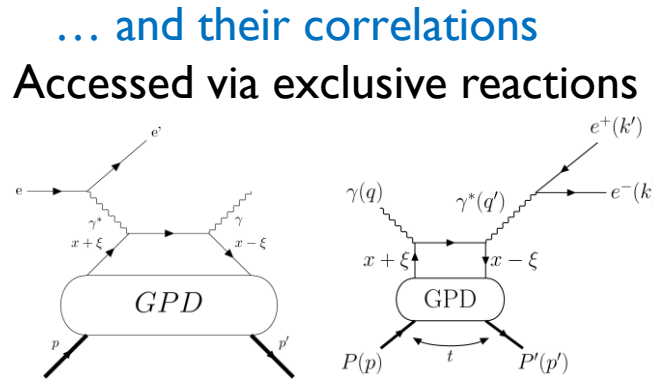 ... and their correlations
Accessed via exclusive reactions
e'
e
γ*
γ
x + ξ
x − ξ
GPD
p
p'
e⁺(k')
γ(q)
γ*(q')
e⁻(k
x + ξ
x − ξ
GPD
P(p)
t
P'(p')